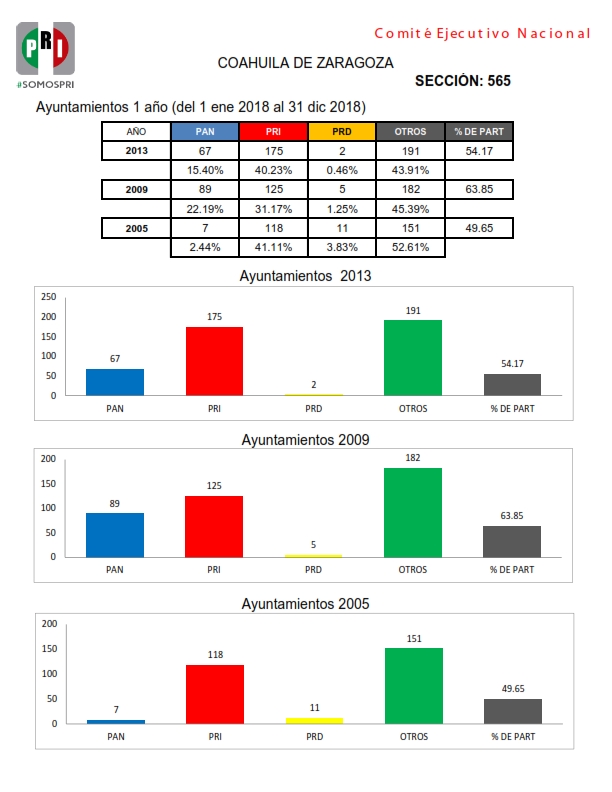 Comité Ejecutivo Nacional
PRI
#SOMOSPRI
COAHUILA DE ZARAGOZA
SECCIÓN: 565
Ayuntamientos 1 año (del 1 ene 2018 al 31 dic 2018)
AÑO PAN PRI PRD OTROS % DE PART
2013 67 175 2 191 54.17
15.40% 40.23% 0.46% 43.91%
2009 89 125 5 182 63.85
22.19% 31.17% 1.25% 45.39%
2005 7 118 11 151 49.65
2.44% 41.11% 3.83% 52.61%
Ayuntamientos 2013
250
200
150
100
50
0
67 175 2 191 54.17
PAN PRI PRD OTROS % DE PART
Ayuntamientos 2009
200
150
100
50
0
89 125 5 182 63.85
PAN PRI PRD OTROS % DE PART
Ayuntamientos 2005
200
150
100
50
0
7 118 11 151 49.65
PAN PRI PRD OTROS % DE PART